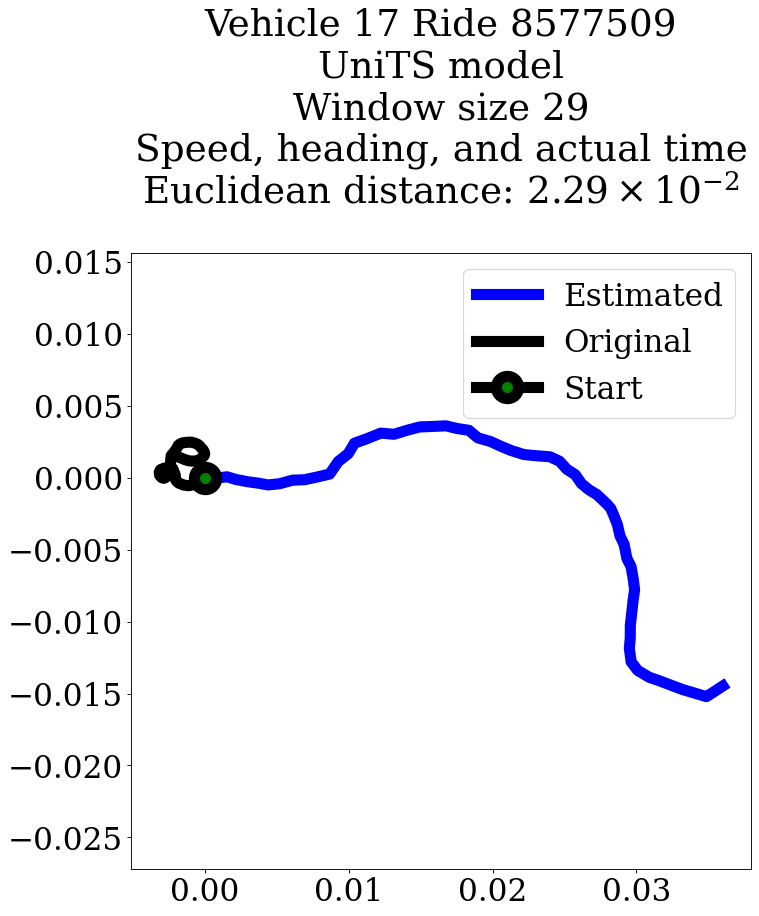 Vehicle 17 Ride 8577509
UniTS model
Window size 29
Speed, heading, and actual time
Euclidean distance: 2.29 × 10⁻²
Estimated
Original
Start
0.015
0.010
0.005
0.000
−0.005
−0.010
−0.015
−0.020
−0.025
0.00 0.01 0.02 0.03